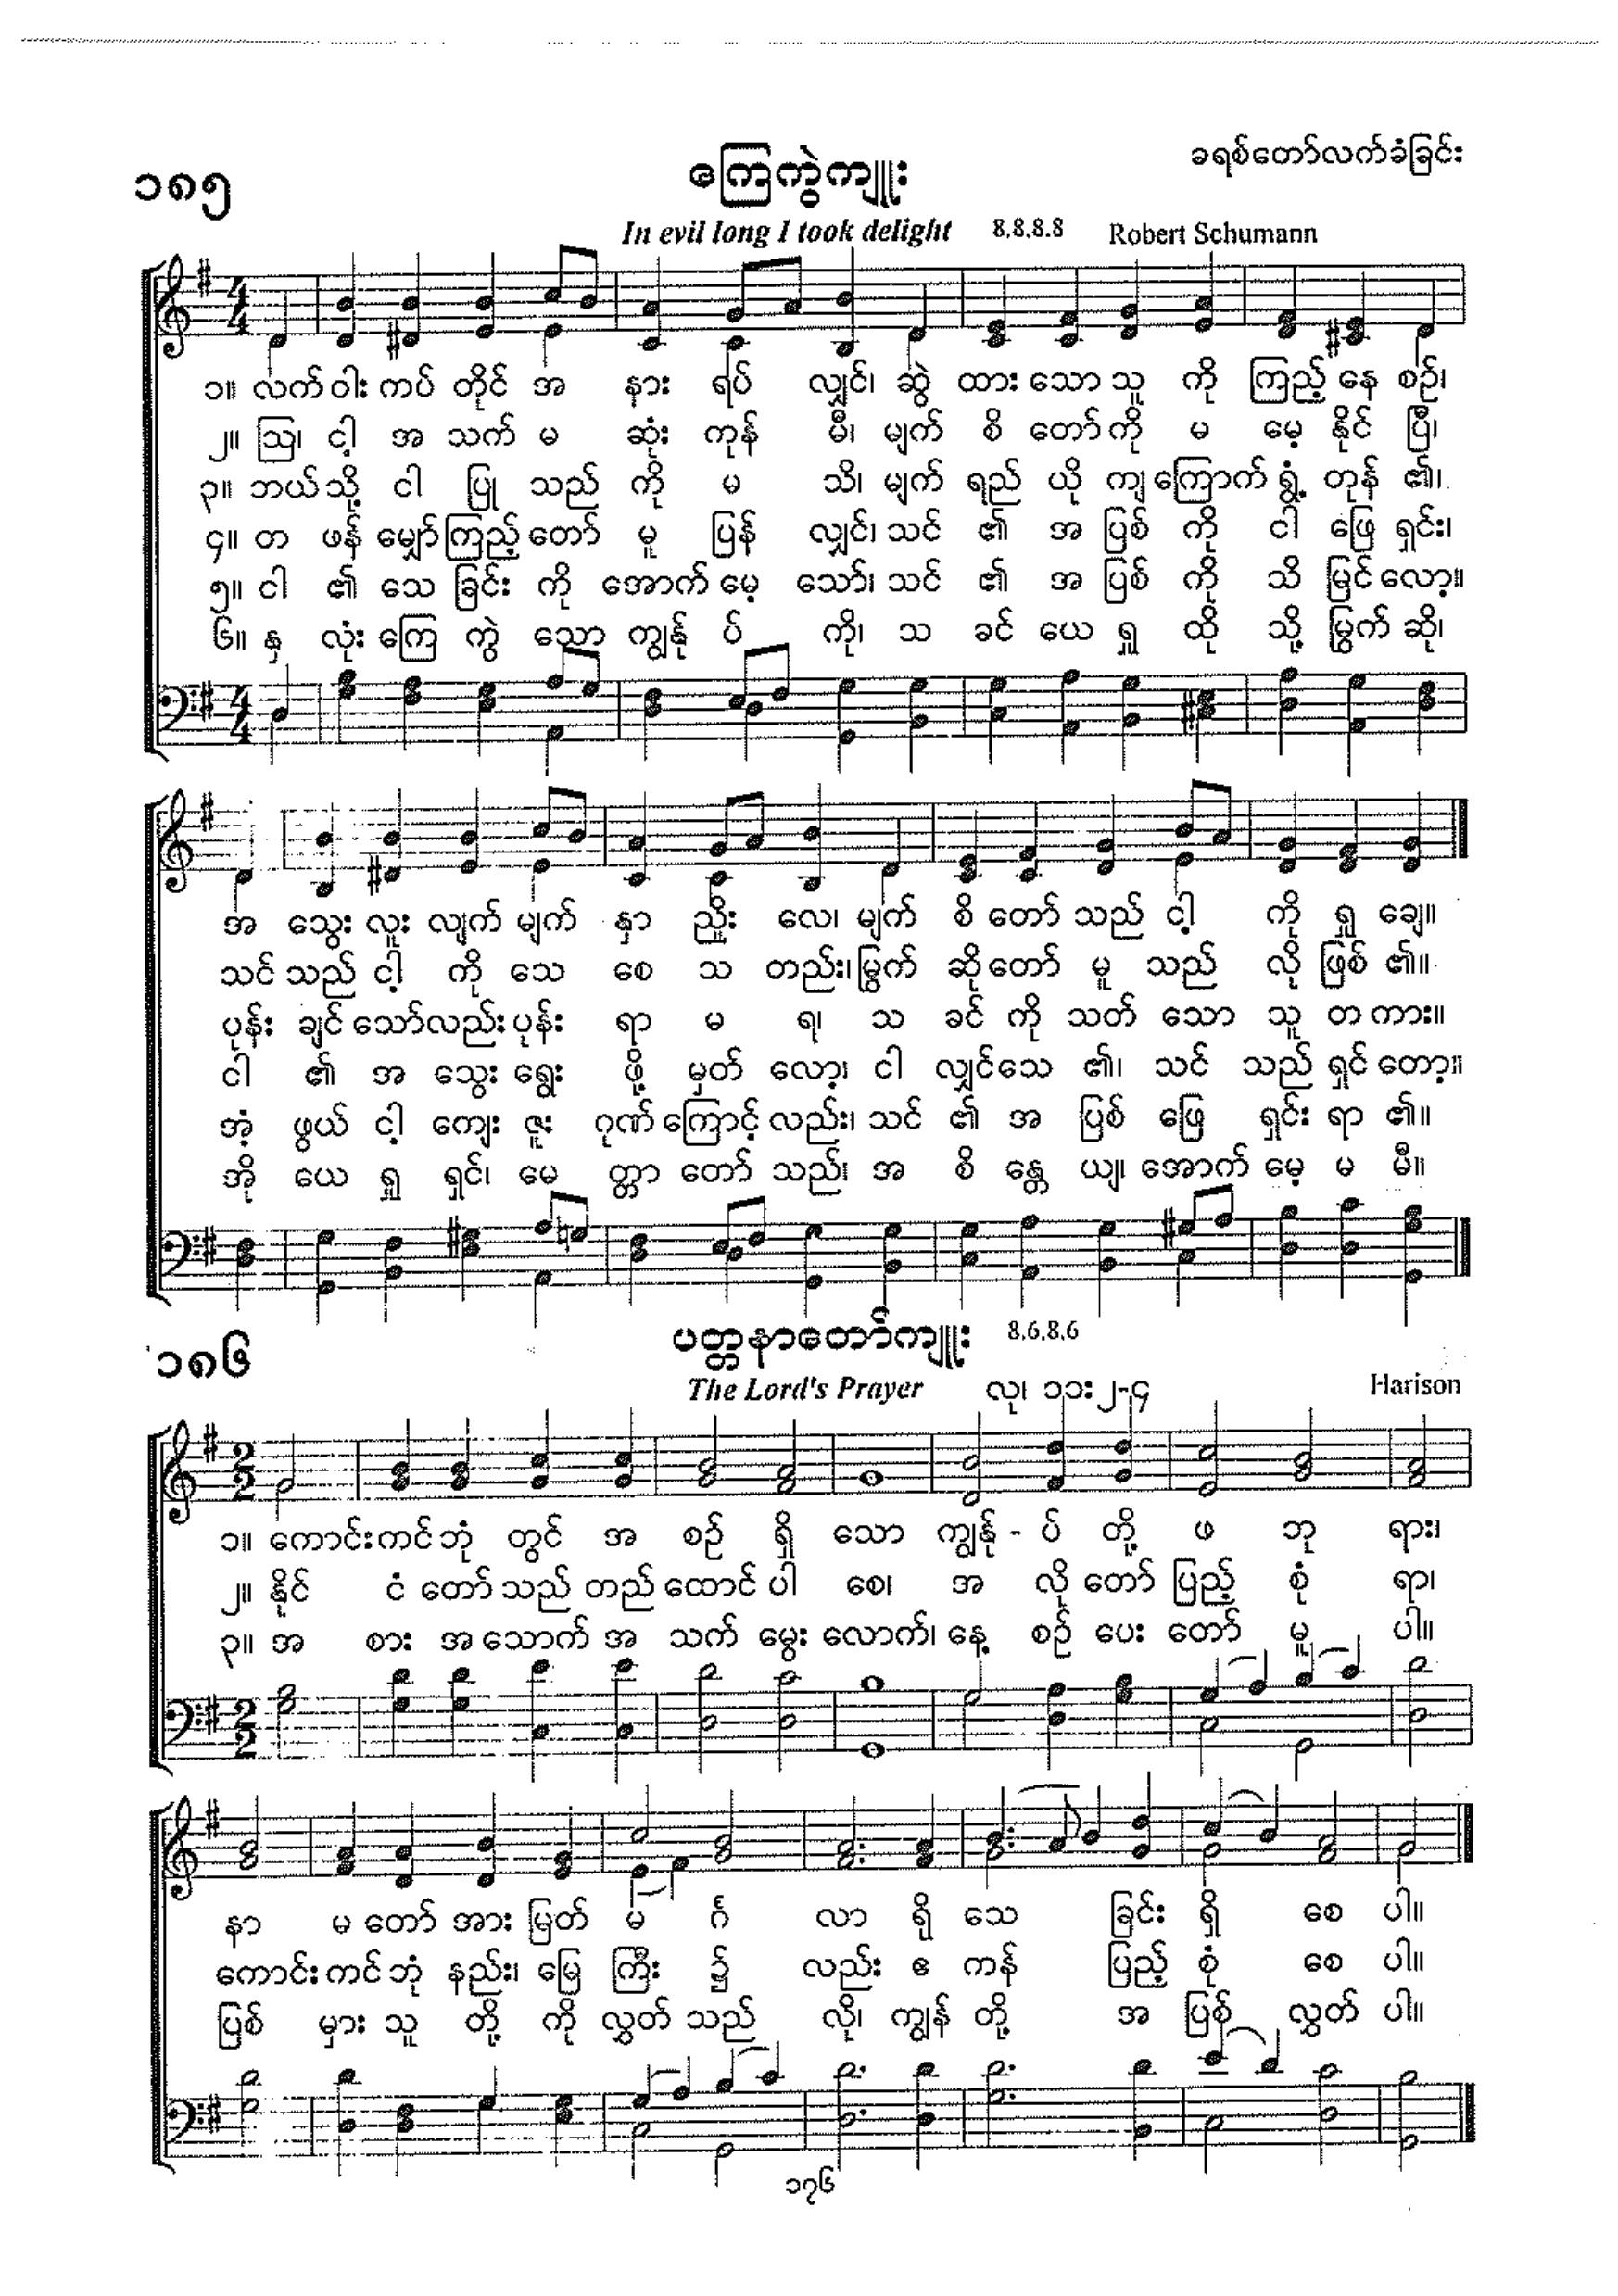 ခရစ်တော်လက်ခံခြင်း
၁၈၅
ကြေကွဲကျူး
In evil long I took delight 8.8.8.8 Robert Schumann
၁။ လက်ဝါး ကပ် တိုင် အ နား ရပ် လျှင်၊ ဆွဲ ထား သော သူ ကို ကြည့် နေ စဉ်၊
၂။ သြ၊ ငါ့ အ သက် မ ဆုံး ကုန် မီ၊ မျက် စိ တော် ကို မ မေ့ နိုင် ပြီ၊
၃။ ဘယ် သို့ ငါ ပြု သည် ကို မ သိ၊ မျက် ရည် ယို ကျ ကြောက် ရွံ့ တုန် ၏၊
၄။ တ ဖန် မျှော် ကြည့် တော် မူ ပြန် လျှင်၊ သင် ၏ အ ပြစ် ကို ငါ ဖြေ ရှင်း၊
၅။ ငါ ၏ သေ ခြင်း ကို အောက် မေ့ သော်၊ သင် ၏ အ ပြစ် ကို သိ မြင် လော့။
၆။ နှ လုံး ကြေ ကွဲ သော ကျွန်ု ပ် ကို၊ သ ခင် ယေ ရှု ထို သို့ မြွက် ဆို၊
4 4
4 4
အ သွေး လူး လျက် မျက် နှာ ညှိုး လေ၊ မျက် စိ တော် သည် ငါ့ ကို ရှု ချေ။
သင် သည် ငါ့ ကို သေ စေ သ တည်း၊ မြွက် ဆို တော် မူ သည် လို ဖြစ် ၏။
ပုန်း ချင် သော် လည်း ပုန်း ရာ မ ရ၊ သ ခင် ကို သတ် သော သူ တ ကား။
ငါ ၏ အ သွေး ရွေး ဖို့ မှတ် လော့၊ ငါ လျှင် သေ ၏၊ သင် သည် ရှင် တော့။
အံ့ ဖွယ် ငါ့ ကျေး ဇူး ဂုဏ် ကြောင့် လည်း၊ သင် ၏ အ ပြစ် ဖြေ ရှင်း ရာ ၏။
အို ယေ ရှု ရှင်၊ မေ တ္တာ တော် သည်၊ အ စိ န္တေ ယျ၊ အောက် မေ့ မ မီ။
၁၈၆
ပတ္ထနာတော်ကျူး 8.6.8.6
The Lord's Prayer လု၊ ၁၁း၂-၄ Harison
2 2
၁။ ကောင်း ကင် ဘုံ တွင် အ စဉ် ရှိ သော ကျွန်ု - ပ် တို့ ဖ ဘု ရား၊
၂။ နိုင် ငံ တော် သည် တည် ထောင် ပါ စေ၊ အ လို တော် ပြည့် စုံ ရာ၊
၃။ အ စား အ သောက် အ သက် မွေး လောက်၊ နေ့ စဉ် ပေး တော် မူ ပါ။
2 2
နာ မ တော် အား မြတ် မ င်္ဂ လာ ရှိ သေ ခြင်း ရှိ စေ ပါ။
ကောင်း ကင် ဘုံ နည်း၊ မြေ ကြီး ၌ လည်း ဧ ကန် ပြည့် စုံ စေ ပါ။
ပြစ် မှား သူ တို့ ကို လွှတ် သည် လို၊ ကျွန် တို့ အ ပြစ် လွှတ် ပါ။
၁၇၆